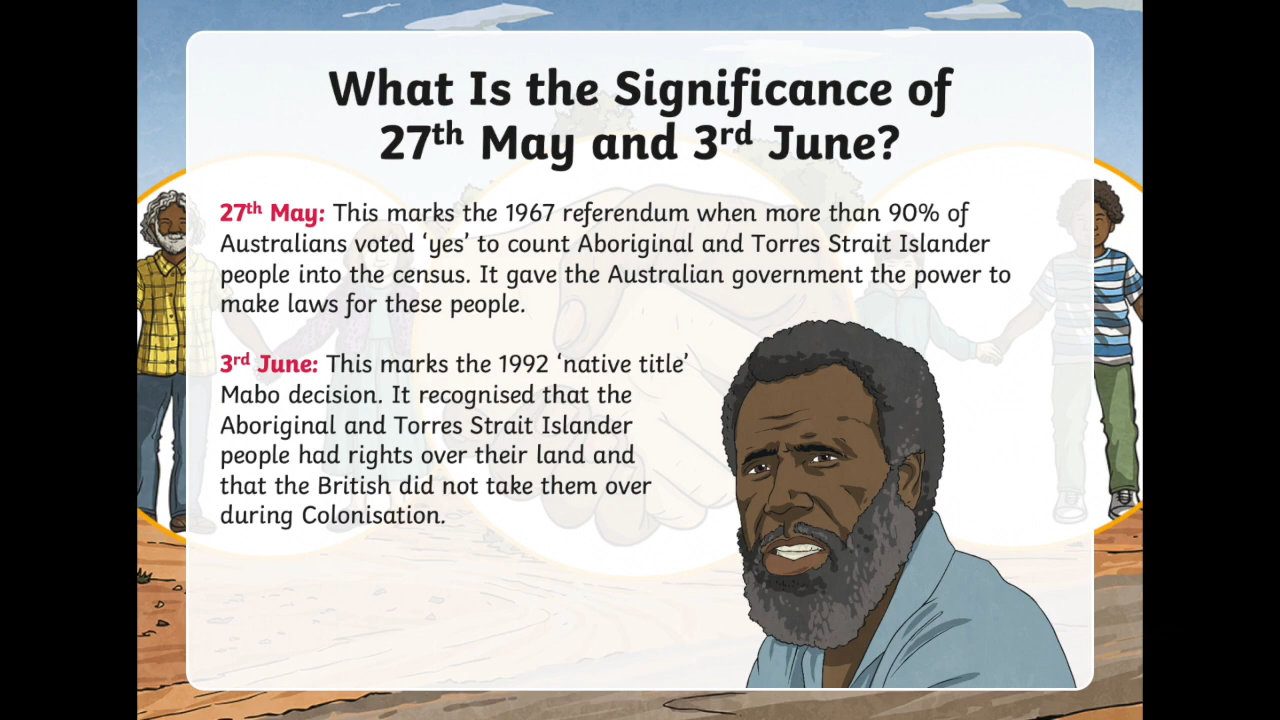 What Is the Significance of
27th May and 3rd June?
27th May: This marks the 1967 referendum when more than 90% of
Australians voted ‘yes’ to count Aboriginal and Torres Strait Islander
people into the census. It gave the Australian government the power to
make laws for these people.
3rd June: This marks the 1992 ‘native title’
Mabo decision. It recognised that the
Aboriginal and Torres Strait Islander
people had rights over their land and
that the British did not take them over
during Colonisation.